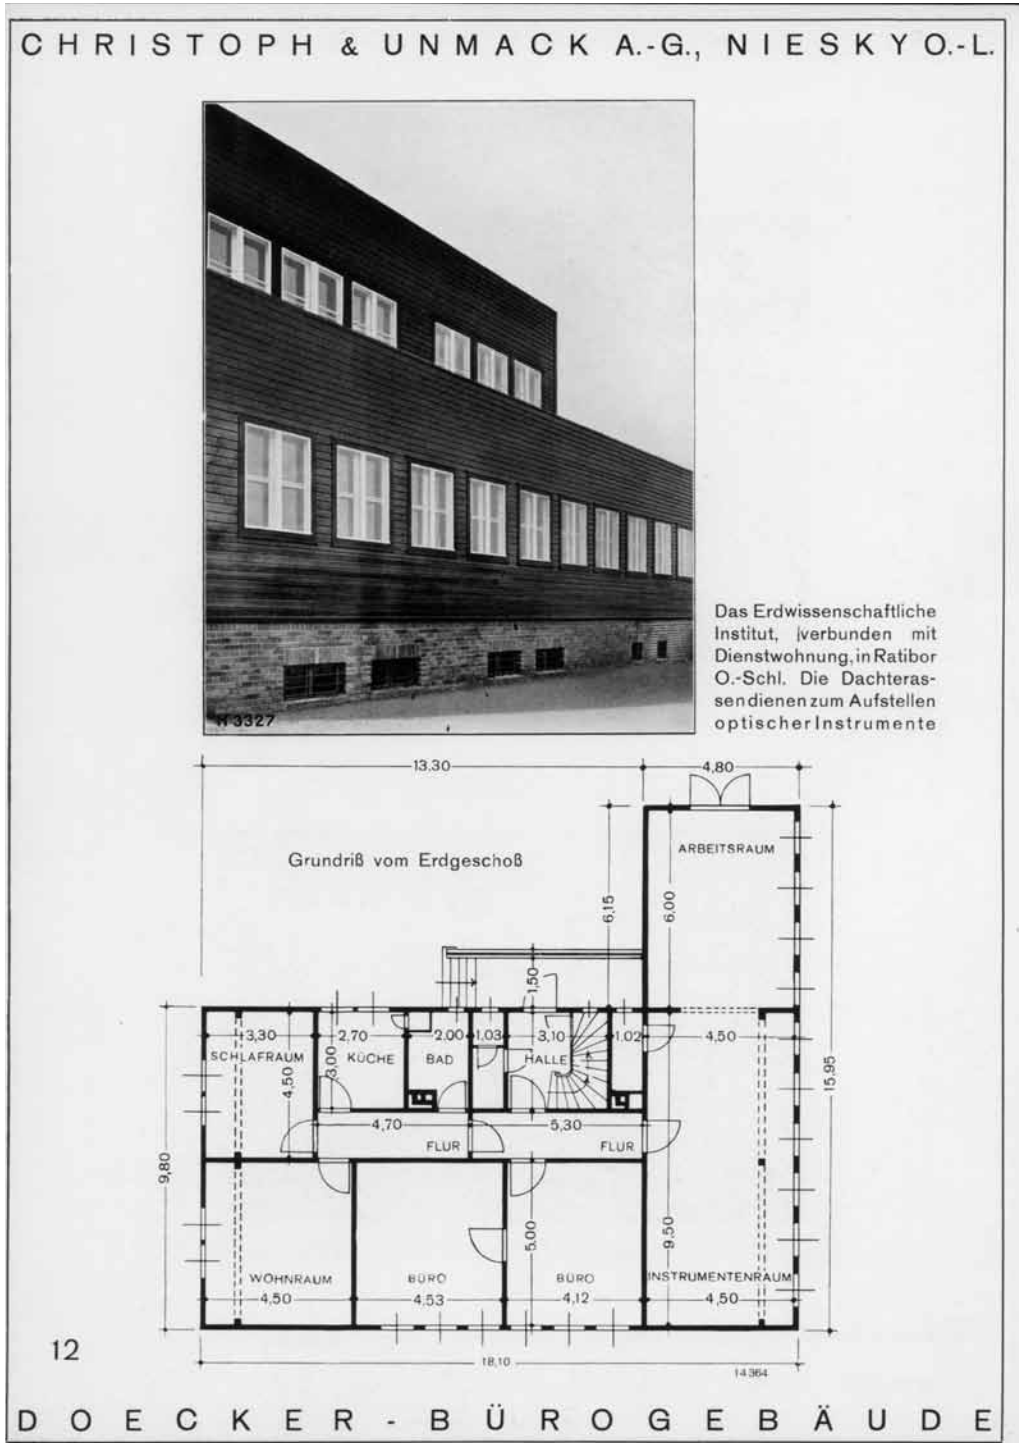 CHRISTOPH & UNMACK A.-G., NIESKY O.-L.
Das Erdwissenschaftliche
Institut, verbunden mit
Dienstwohnung, in Ratibor
O.-Schl. Die Dachteras-
sen dienen zum Aufstellen
optischer Instrumente
H 3327
13.30
4,80
Grundriß vom Erdgeschoß
ARBEITSRAUM
6,15
6,00
1,50
3,30
2,70
2,00
1,03
3,10
1.02
4,50
SCHLAFRAUM
KÜCHE
BAD
HALLE
4,50
3,00
15,95
4,70
5,30
FLUR
FLUR
9,80
5.00
9,50
WOHNRAUM
BÜRO
BÜRO
INSTRUMENTENRAUM
4,50
4,53
4,12
4,50
12
18,10
14364
DOECKER-BÜROGEBÄUDE